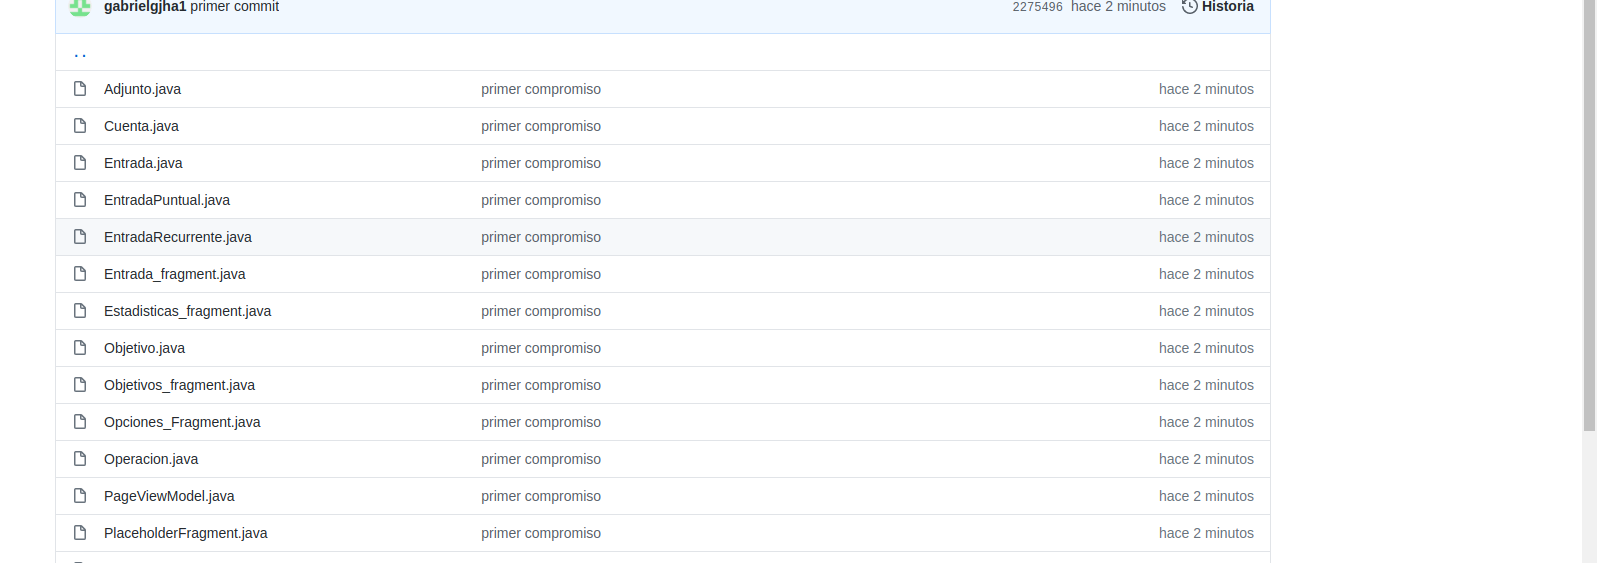 gabrielgjha1 primer commit 2275496 hace 2 minutos Historia
..
Adjunto.java primer compromiso hace 2 minutos
Cuenta.java primer compromiso hace 2 minutos
Entrada.java primer compromiso hace 2 minutos
EntradaPuntual.java primer compromiso hace 2 minutos
EntradaRecurrente.java primer compromiso hace 2 minutos
Entrada_fragment.java primer compromiso hace 2 minutos
Estadisticas_fragment.java primer compromiso hace 2 minutos
Objetivo.java primer compromiso hace 2 minutos
Objetivos_fragment.java primer compromiso hace 2 minutos
Opciones_Fragment.java primer compromiso hace 2 minutos
Operacion.java primer compromiso hace 2 minutos
PageViewModel.java primer compromiso hace 2 minutos
PlaceholderFragment.java primer compromiso hace 2 minutos